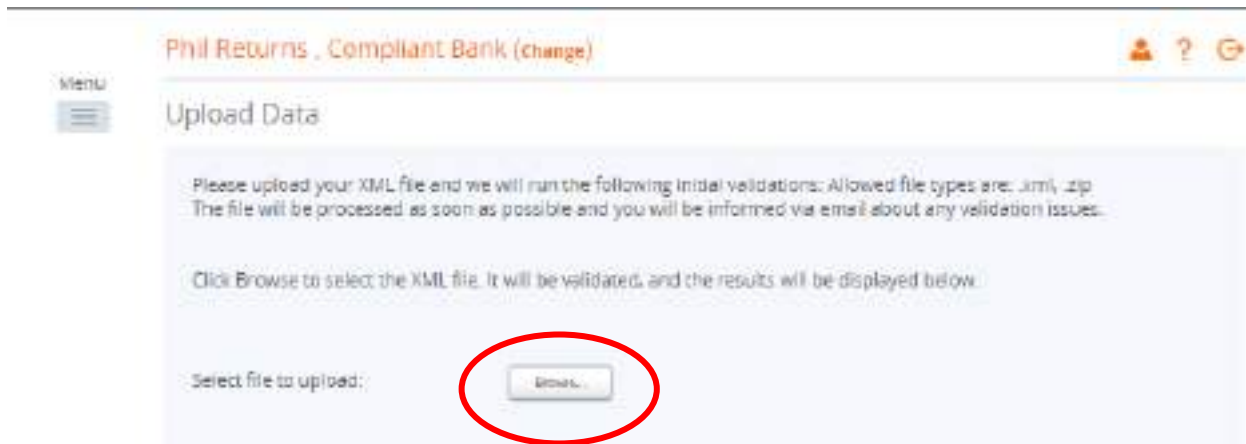 Phil Returns , Compliant Bank (Change)
?
Menu
Upload Data
Please upload your XML file and we will run the following initial validations. Allowed file types are: .xml, .zip
The file will be processed as soon as possible and you will be informed via email about any validation issues.
Click Browse to select the XML file. It will be validated, and the results will be displayed below.
Select file to upload:
Browse...